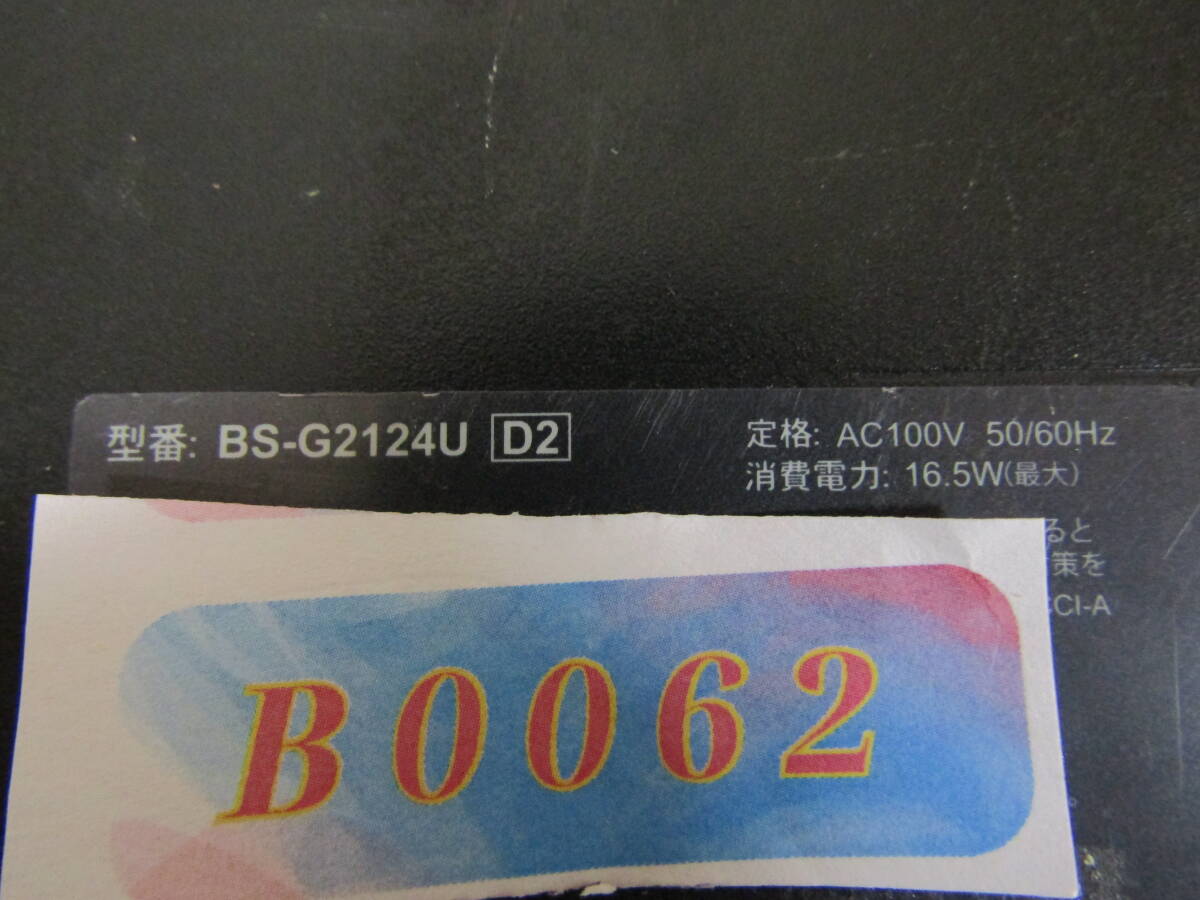 型番: BS-G2124U D2
定格: AC100V 50/60Hz
消費電力: 16.5W(最大)
ると
策を
CI-A
B0062